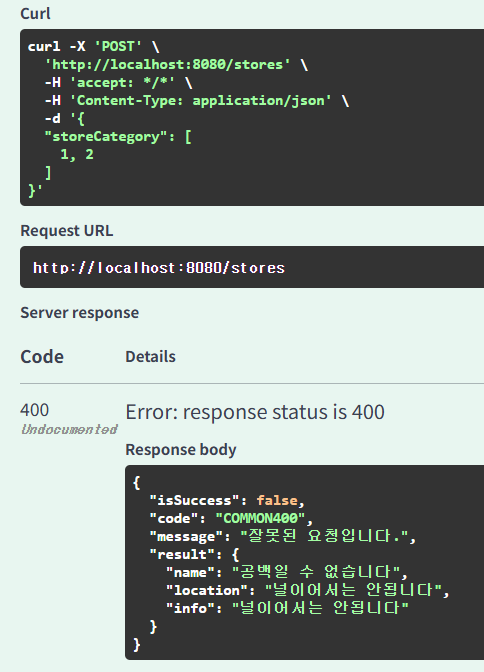 Curl
curl -X 'POST' \
'http://localhost:8080/stores' \
-H 'accept: */*' \
-H 'Content-Type: application/json' \
-d '{
"storeCategory": [
1, 2
]
}'
Request URL
http://localhost:8080/stores
Server response
Code Details
400 Error: response status is 400
Undocumented
Response body
{
"isSuccess": false,
"code": "COMMON400",
"message": "잘못된 요청입니다.",
"result": {
"name": "공백일 수 없습니다",
"location": "널이어서는 안됩니다",
"info": "널이어서는 안됩니다"
}
}